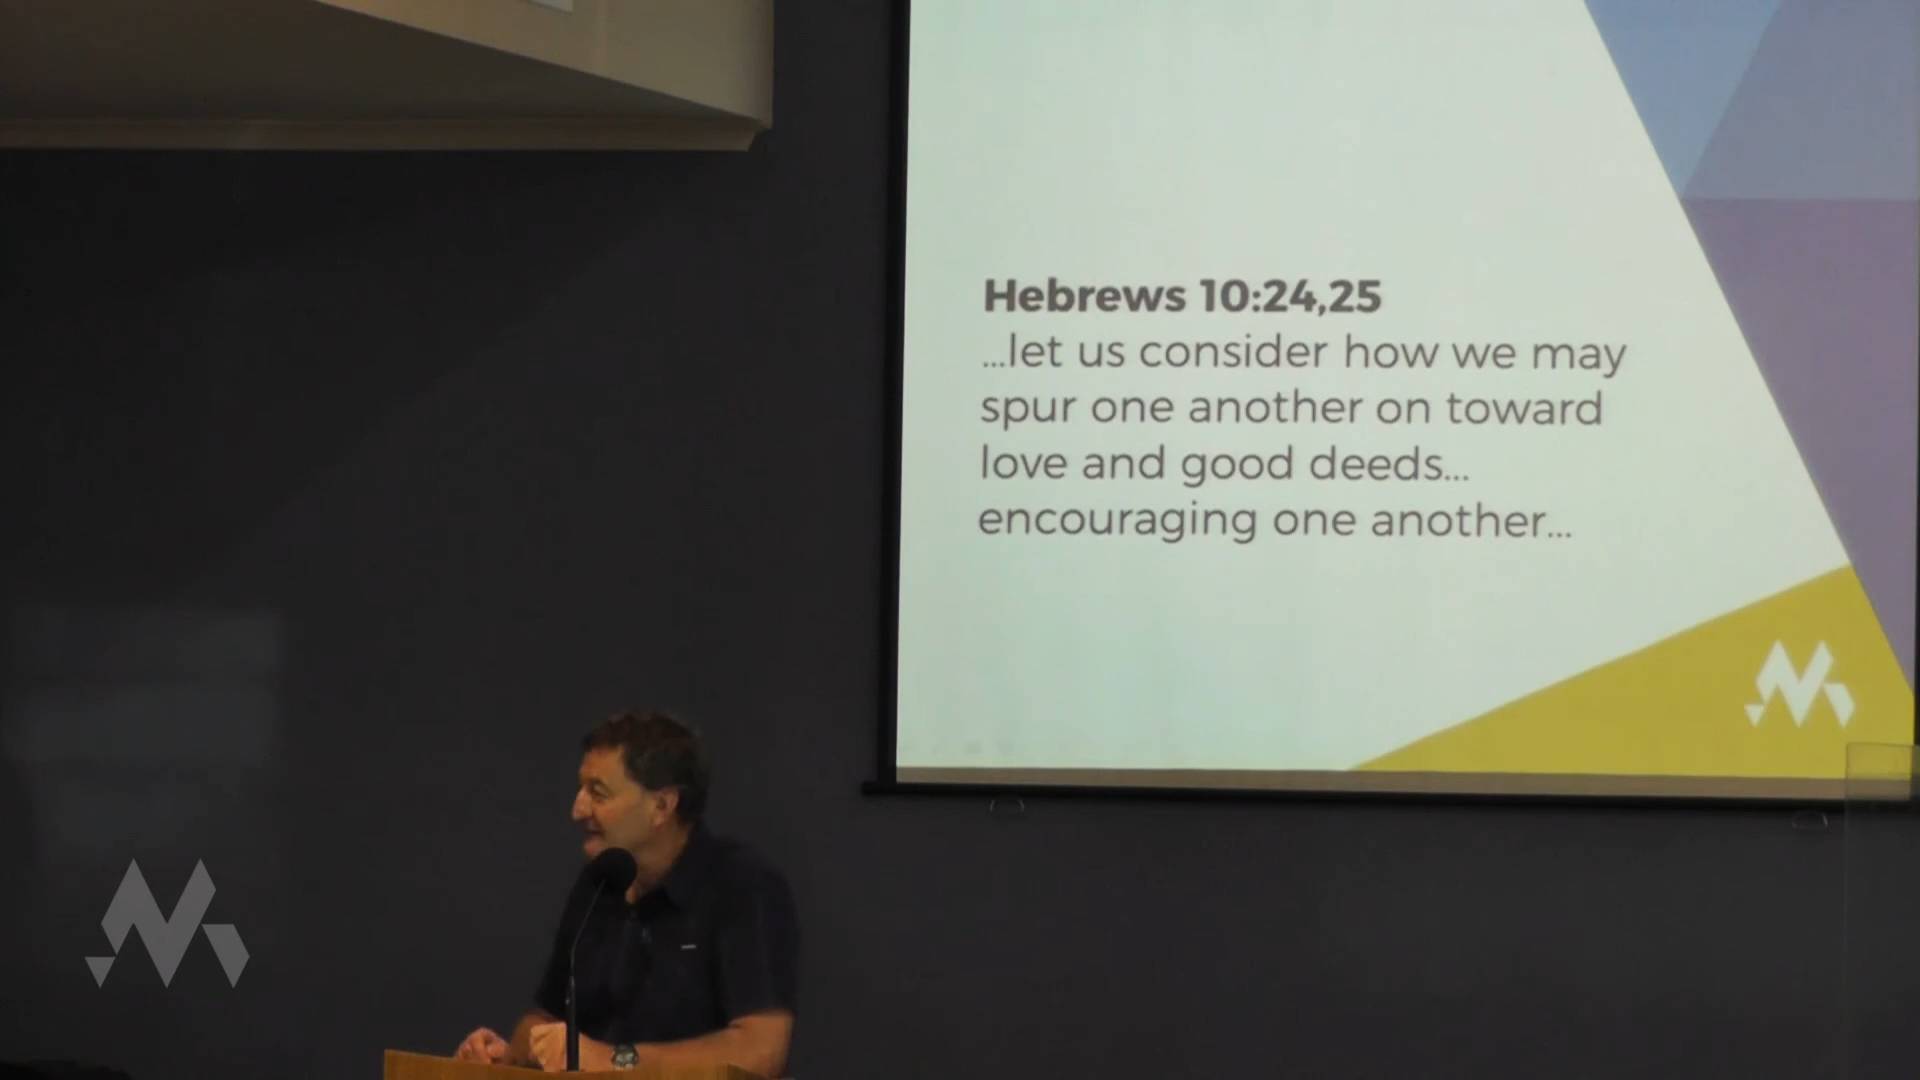 Hebrews 10:24,25
...let us consider how we may
spur one another on toward
love and good deeds...
encouraging one another...